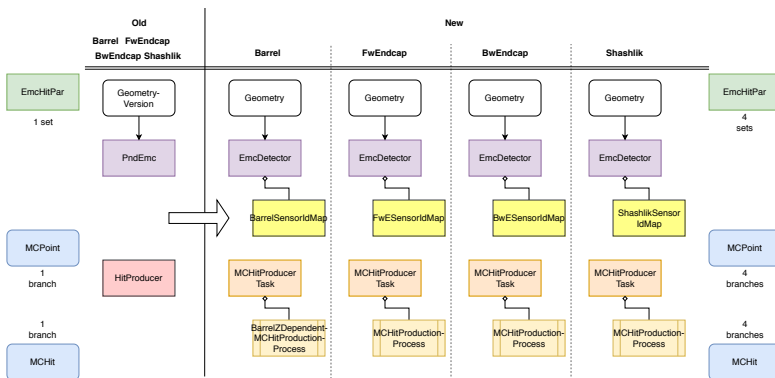 Old
New
Barrel FwEndcap
BwEndcap Shashlik
Barrel
FwEndcap
BwEndcap
Shashlik
EmcHitPar
1 set
Geometry-
Version
Geometry
Geometry
Geometry
Geometry
EmcHitPar
4
sets
PndEmc
EmcDetector
EmcDetector
EmcDetector
EmcDetector
BarrelSensorIdMap
FwESensorIdMap
BwESensorIdMap
ShashlikSensor
IdMap
MCPoint
1
branch
HitProducer
MCHitProducer
Task
MCHitProducer
Task
MCHitProducer
Task
MCHitProducer
Task
MCPoint
4
branches
1
branch
MCHit
BarrelZDependent-
MCHitProduction-
Process
MCHitProduction-
Process
MCHitProduction-
Process
MCHitProduction-
Process
4
branches
MCHit